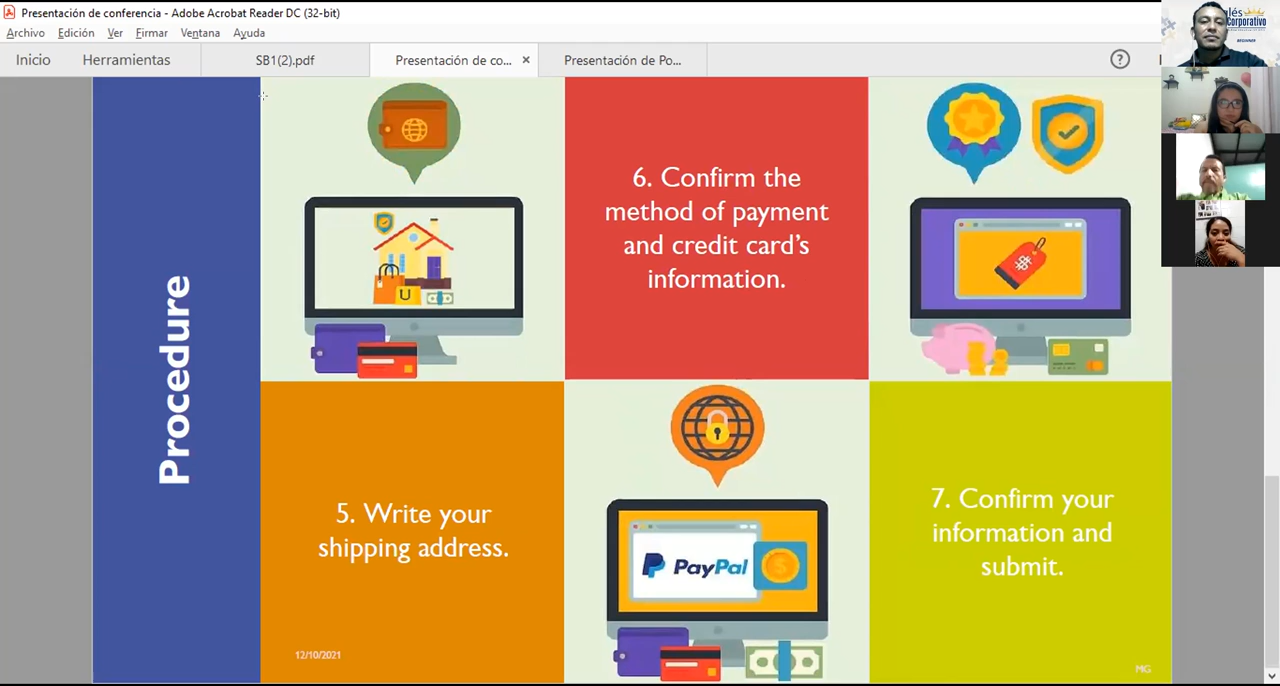 Presentación de conferencia - Adobe Acrobat Reader DC (32-bit)
Archivo Edición Ver Firmar Ventana Ayuda
Inicio Herramientas SB1(2).pdf Presentación de co... × Presentación de Po... ?
Corporativo
BEGINNER
Procedure
6. Confirm the
method of payment
and credit card’s
information.
5. Write your
shipping address.
PayPal
7. Confirm your
information and
submit.
12/10/2021
MG